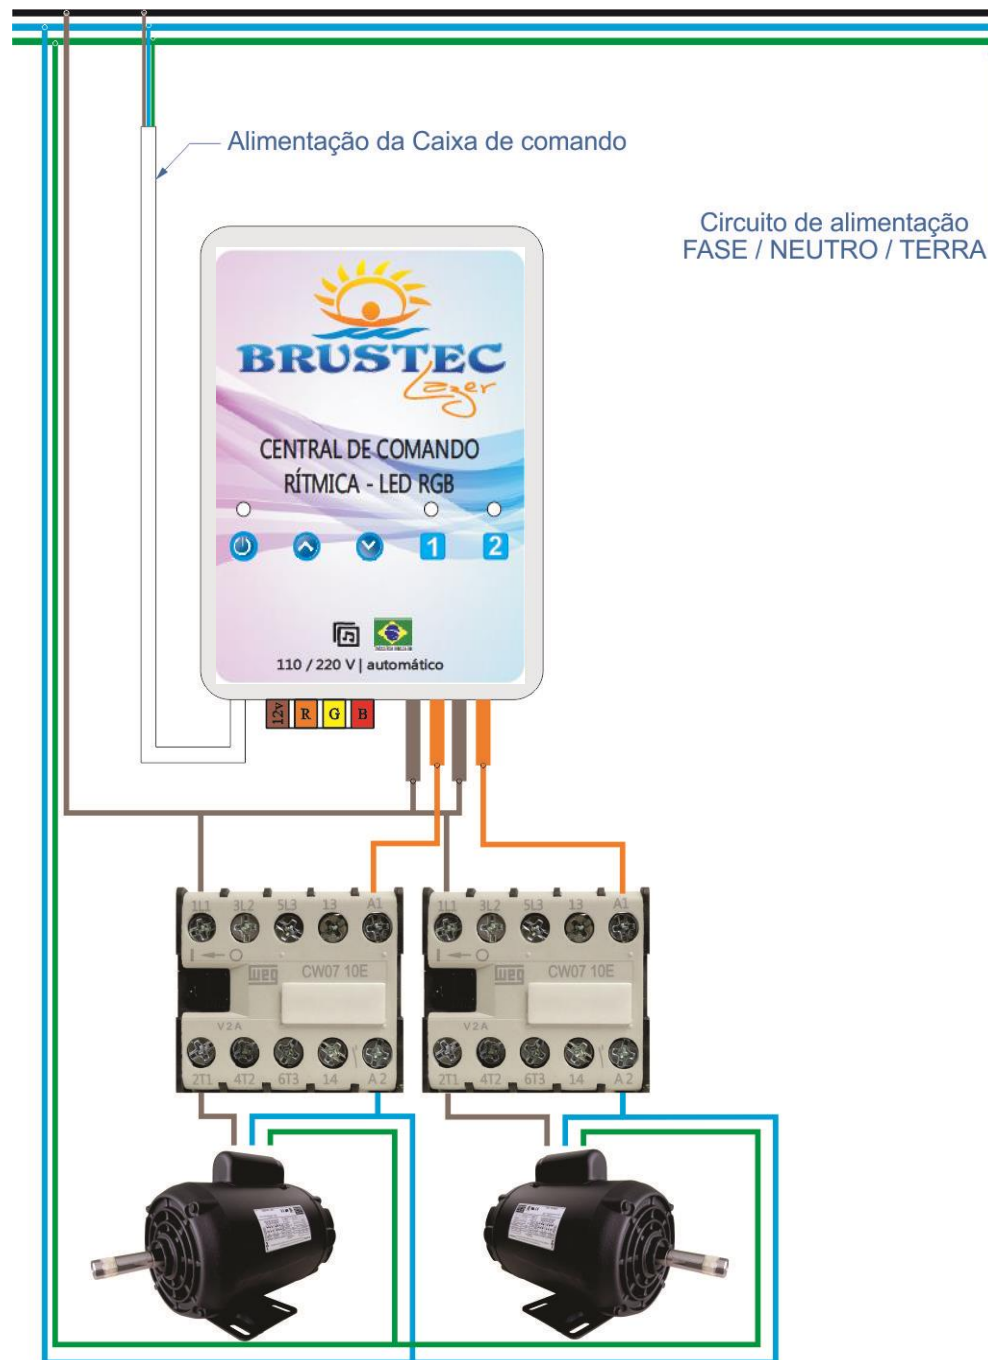 Alimentação da Caixa de comando
Circuito de alimentação
FASE / NEUTRO / TERRA
BRUSTEC
Lazer
CENTRAL DE COMANDO
RÍTMICA - LED RGB
1 2
110 / 220 V | automático
12v R G B
1L1 3L2 5L3 13 A1
1L1 3L2 5L3 13 A1
weg CW07 10E
weg CW07 10E
V2A
V2A
2T1 4T2 6T3 14 A2
2T1 4T2 6T3 14 A2